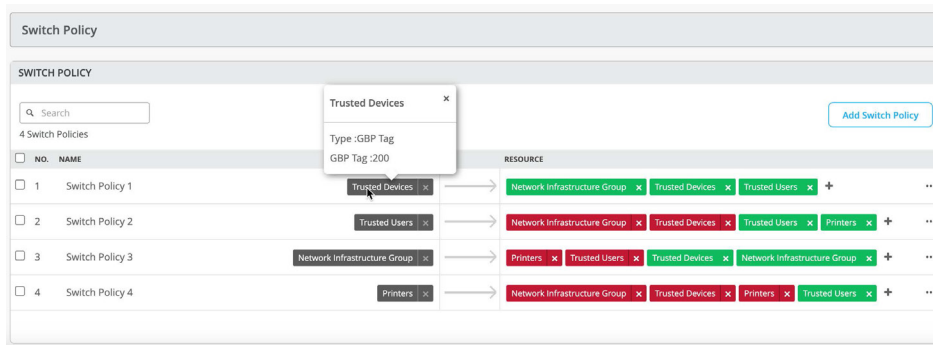 Switch Policy
SWITCH POLICY
Search
4 Switch Policies
Add Switch Policy
Trusted Devices ×
Type :GBP Tag
GBP Tag :200
NO. NAME RESOURCE
1 Switch Policy 1 Trusted Devices × Network Infrastructure Group × Trusted Devices × Trusted Users × +
2 Switch Policy 2 Trusted Users × Network Infrastructure Group × Trusted Devices × Trusted Users × Printers × +
3 Switch Policy 3 Network Infrastructure Group × Printers × Trusted Users × Trusted Devices × Network Infrastructure Group × +
4 Switch Policy 4 Printers × Network Infrastructure Group × Trusted Devices × Printers × Trusted Users × +